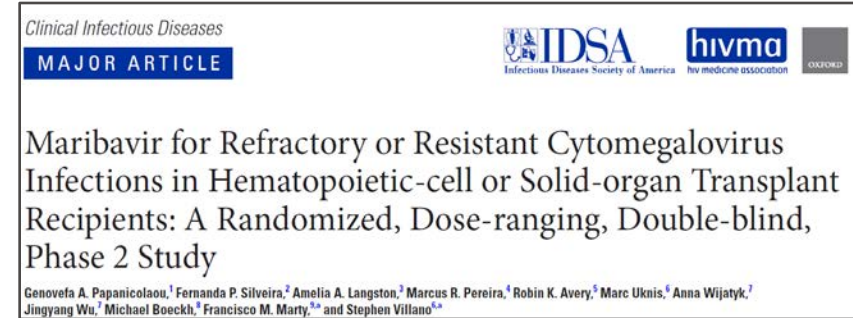 Clinical Infectious Diseases
MAJOR ARTICLE
IDSA
Infectious Diseases Society of America
hivma
hiv medicine association
OXFORD
Maribavir for Refractory or Resistant Cytomegalovirus
Infections in Hematopoietic-cell or Solid-organ Transplant
Recipients: A Randomized, Dose-ranging, Double-blind,
Phase 2 Study
Genovefa A. Papanicolaou,1 Fernanda P. Silveira,2 Amelia A. Langston,3 Marcus R. Pereira,4 Robin K. Avery,5 Marc Uknis,6 Anna Wijatyk,7
Jingyang Wu,7 Michael Boeckh,8 Francisco M. Marty,9,a and Stephen Villano6,a